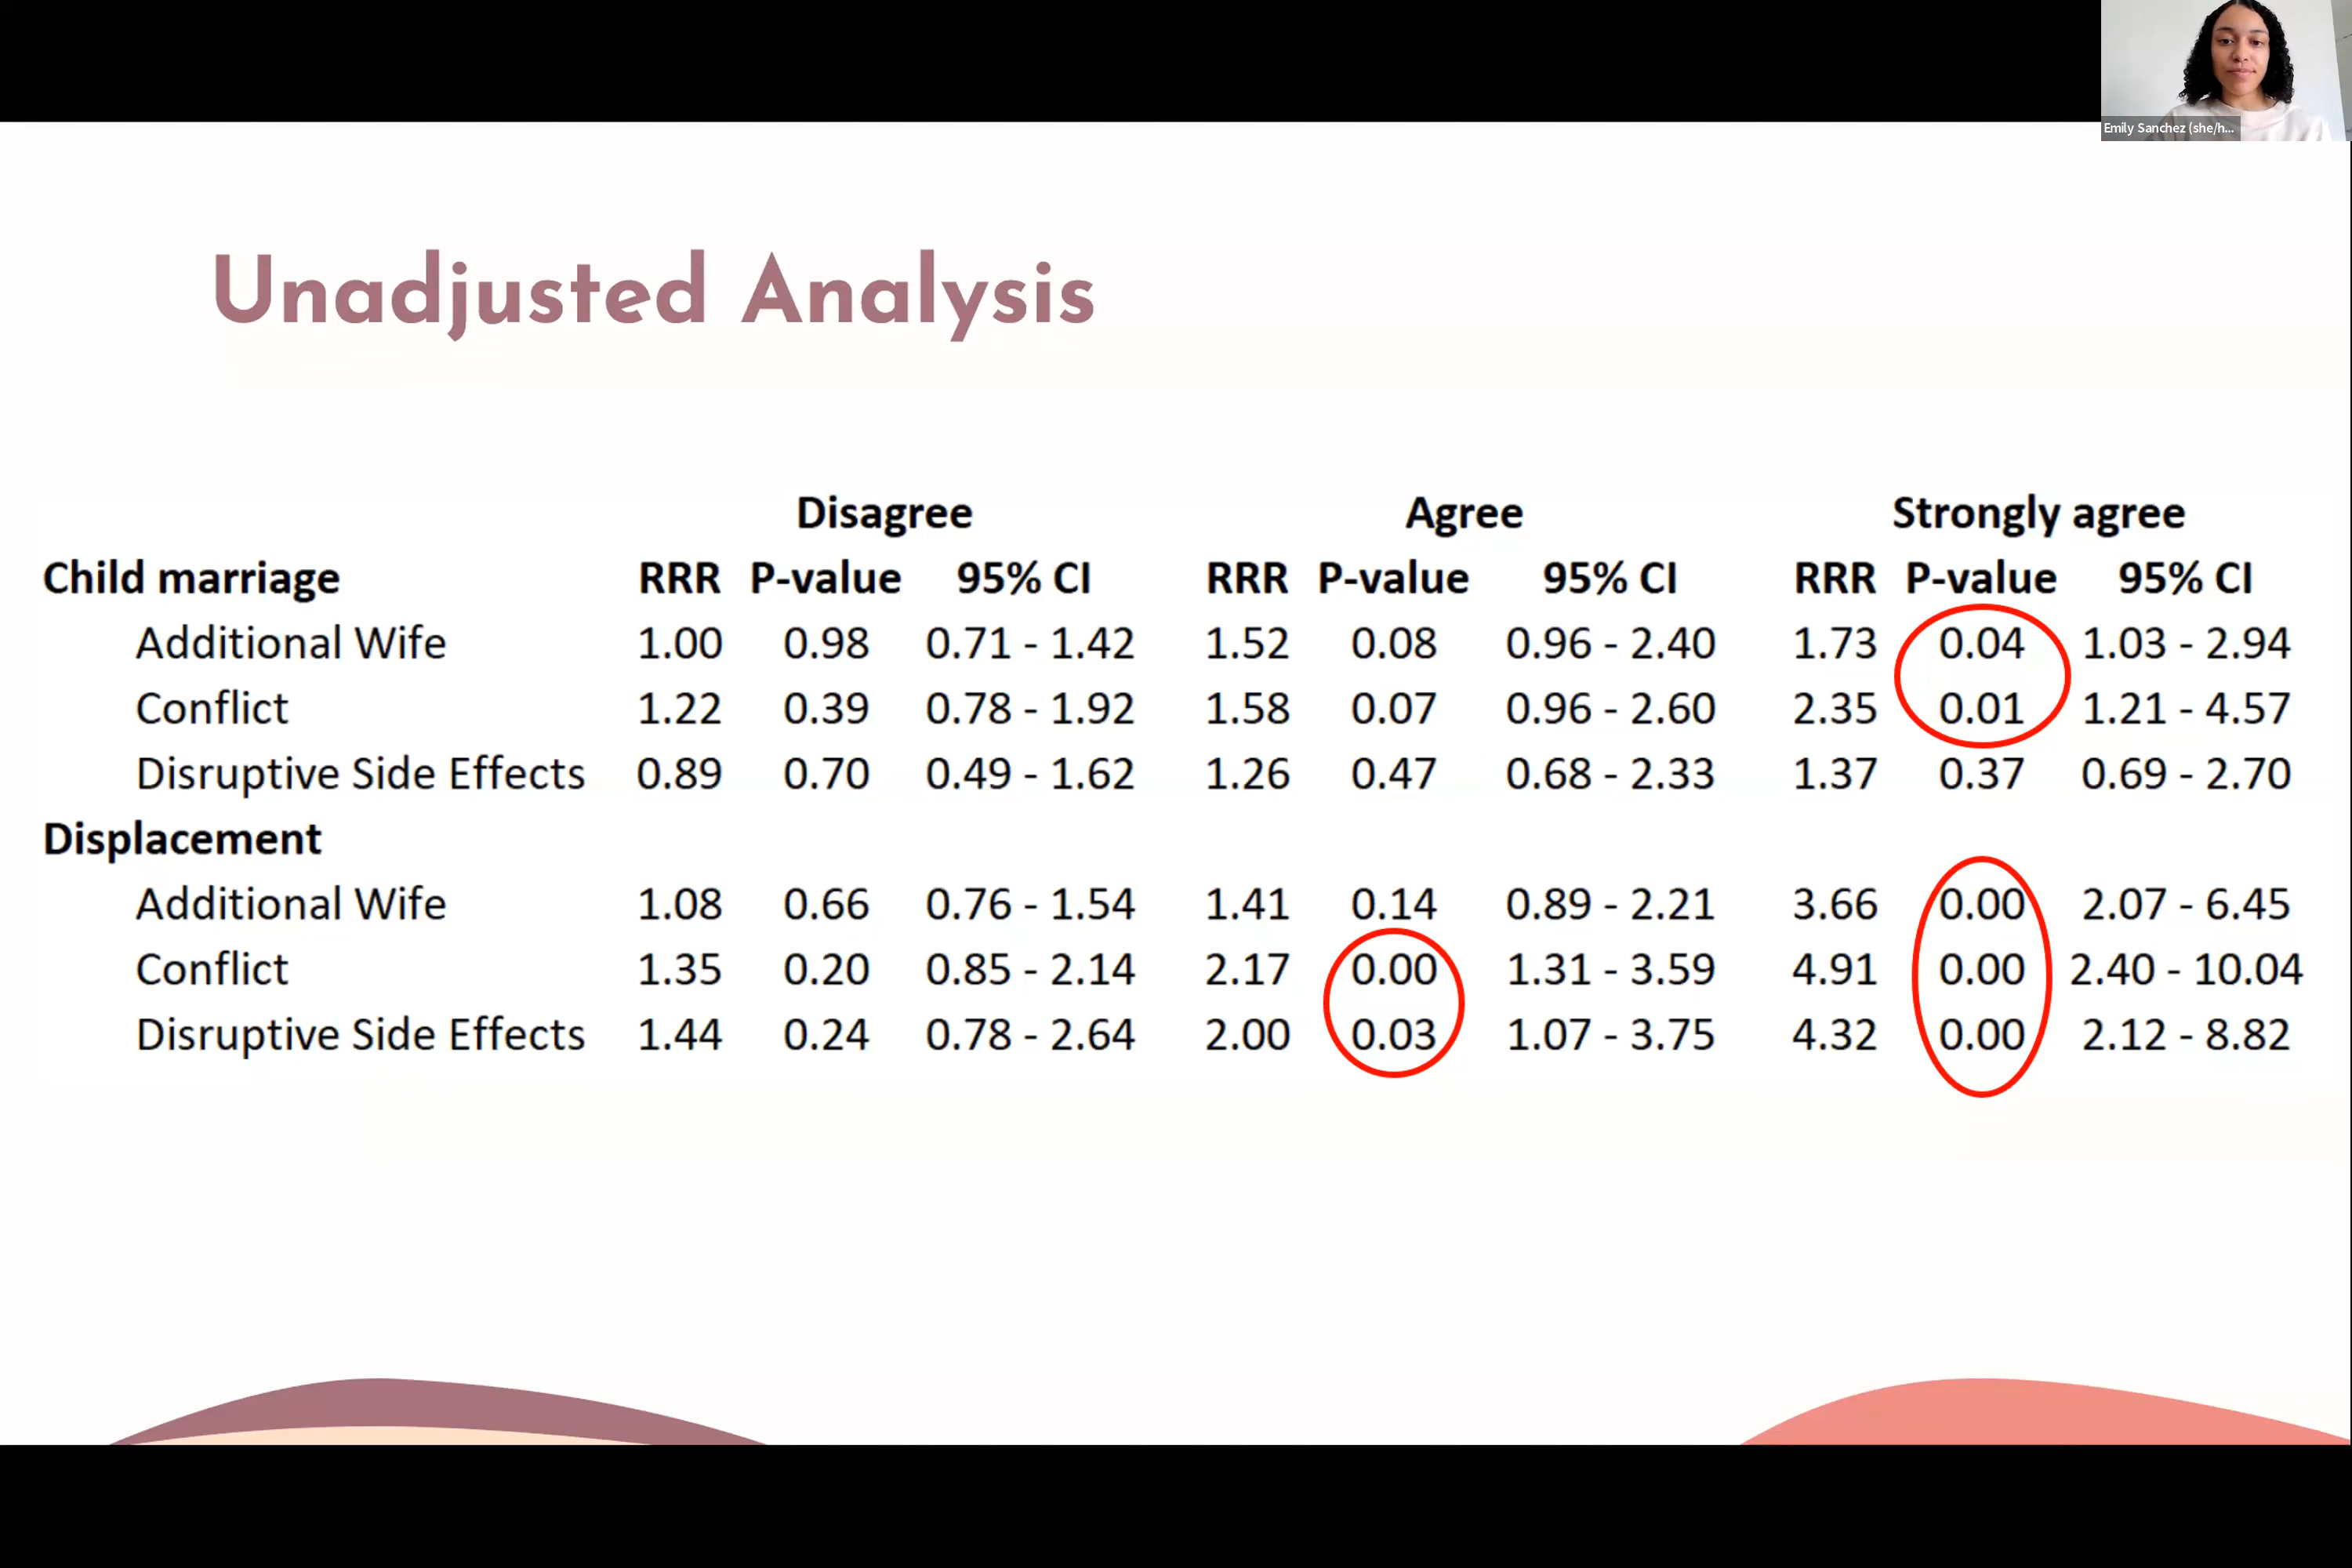 Emily Sanchez (she/h...
Unadjusted Analysis
Disagree Agree Strongly agree
Child marriage RRR P-value 95% CI RRR P-value 95% CI RRR P-value 95% CI
Additional Wife 1.00 0.98 0.71 - 1.42 1.52 0.08 0.96 - 2.40 1.73 0.04 1.03 - 2.94
Conflict 1.22 0.39 0.78 - 1.92 1.58 0.07 0.96 - 2.60 2.35 0.01 1.21 - 4.57
Disruptive Side Effects 0.89 0.70 0.49 - 1.62 1.26 0.47 0.68 - 2.33 1.37 0.37 0.69 - 2.70
Displacement
Additional Wife 1.08 0.66 0.76 - 1.54 1.41 0.14 0.89 - 2.21 3.66 0.00 2.07 - 6.45
Conflict 1.35 0.20 0.85 - 2.14 2.17 0.00 1.31 - 3.59 4.91 0.00 2.40 - 10.04
Disruptive Side Effects 1.44 0.24 0.78 - 2.64 2.00 0.03 1.07 - 3.75 4.32 0.00 2.12 - 8.82